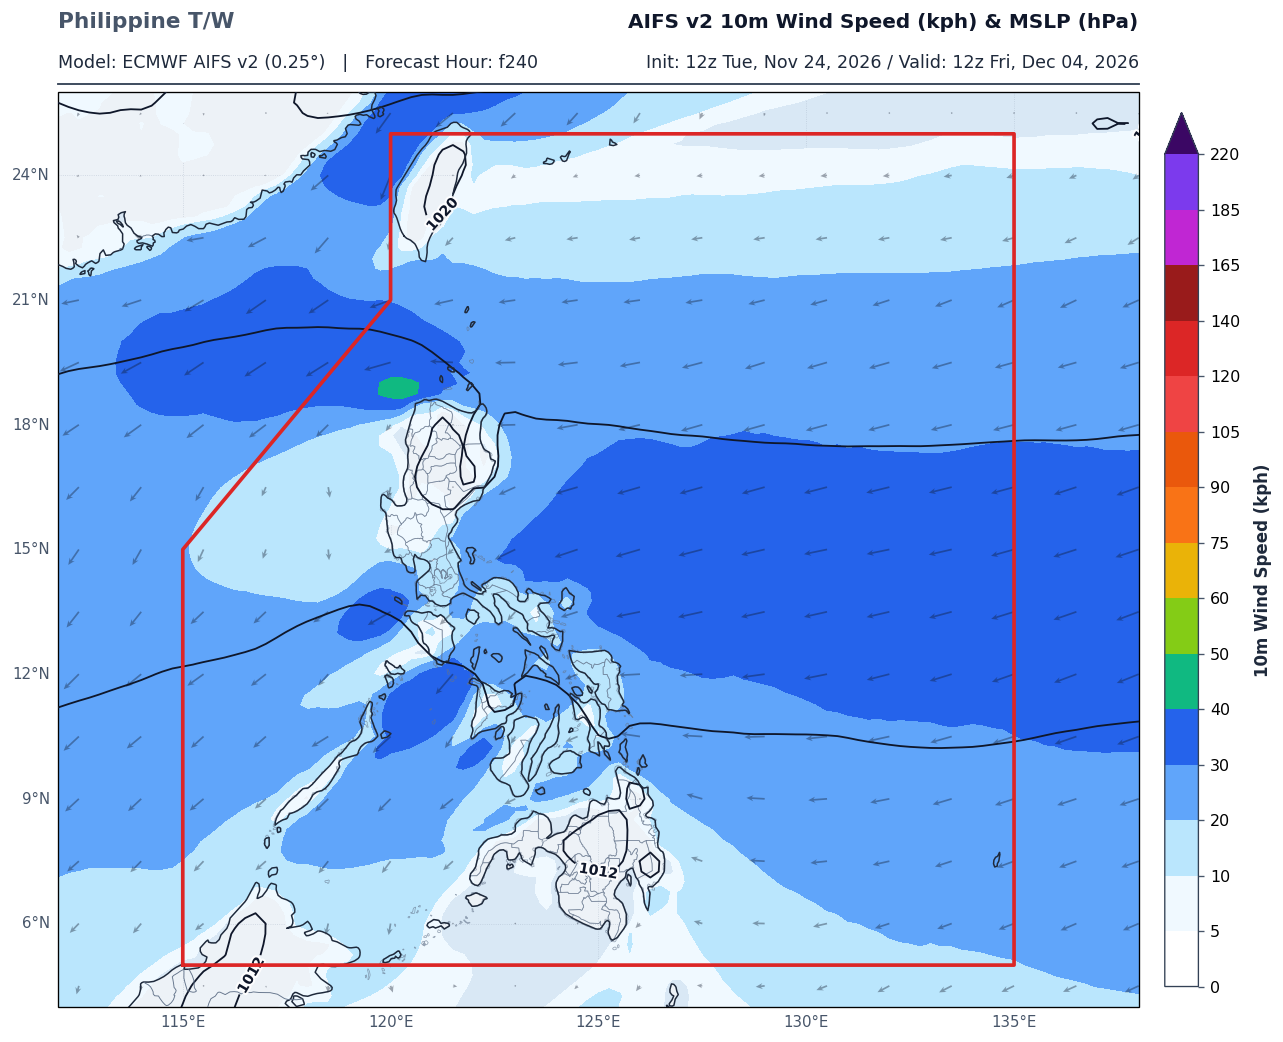 Philippine T/W
AIFS v2 10m Wind Speed (kph) & MSLP (hPa)
Model: ECMWF AIFS v2 (0.25°) | Forecast Hour: f240
Init: 12z Tue, Nov 24, 2026 / Valid: 12z Fri, Dec 04, 2026
24°N
21°N
18°N
15°N
12°N
9°N
6°N
115°E
120°E
125°E
130°E
135°E
1020
1012
1012
220
185
165
140
120
105
90
75
60
50
40
30
20
10
5
0
10m Wind Speed (kph)